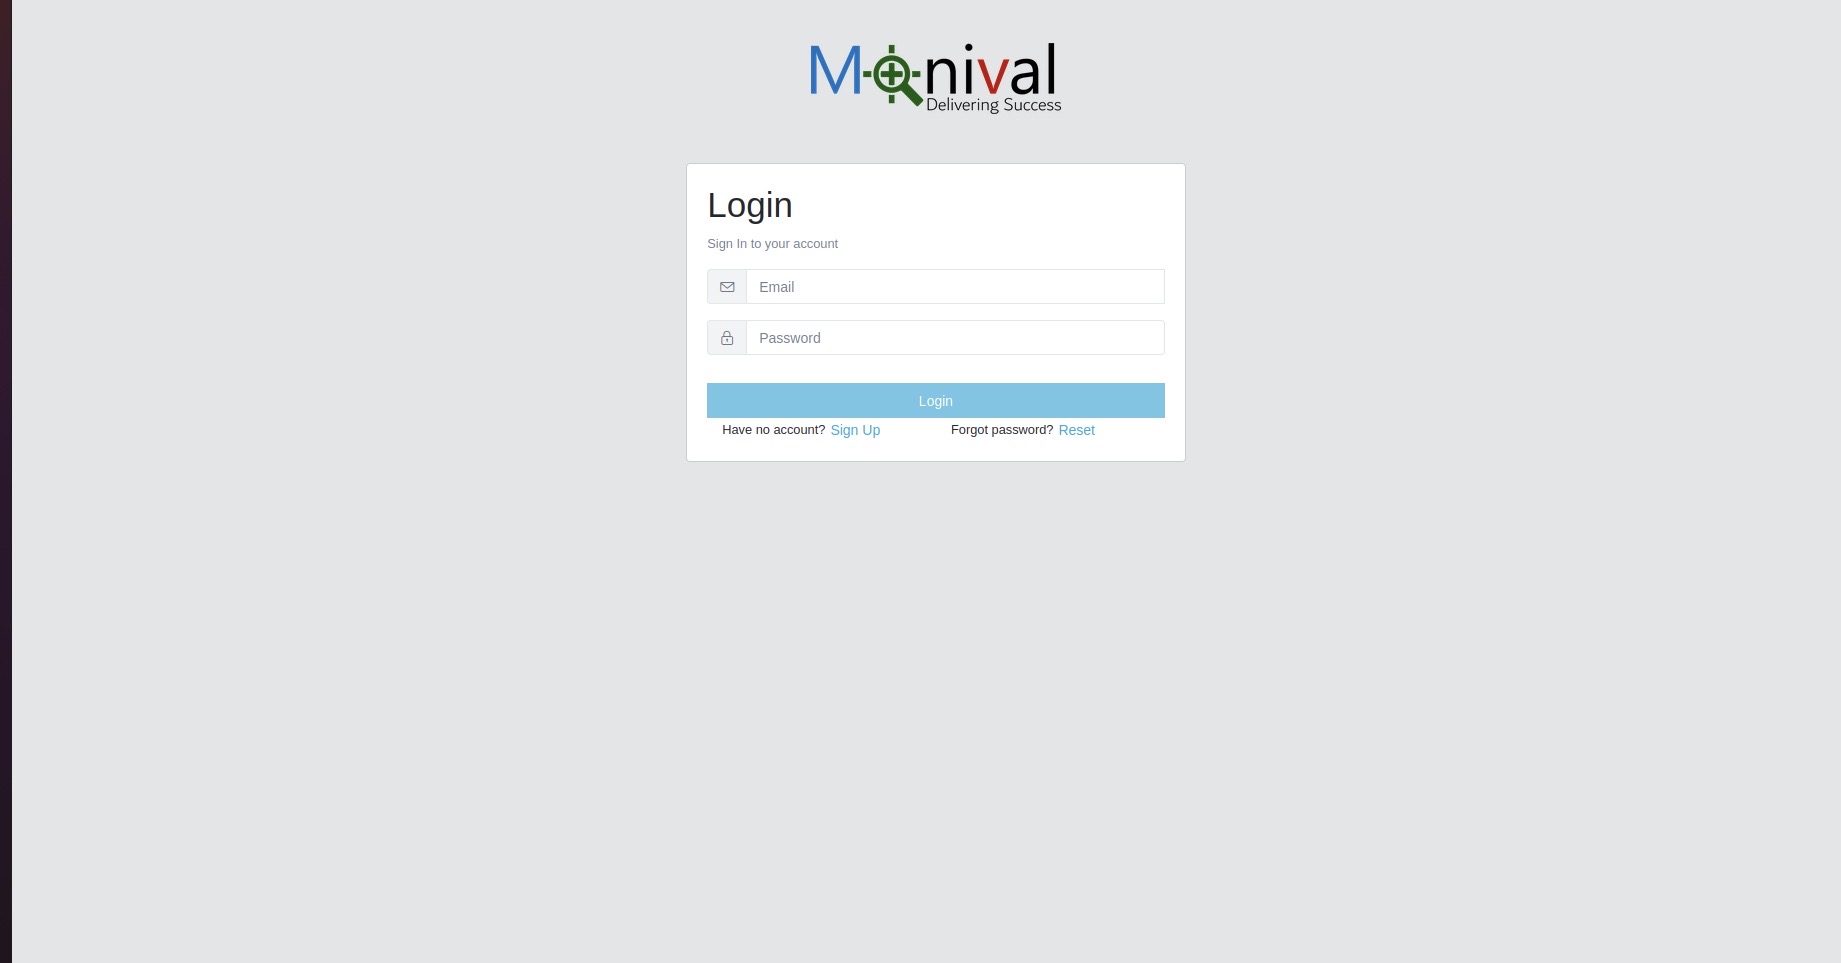 Monival
Delivering Success
Login
Sign In to your account
Email
Password
Login
Have no account? Sign Up Forgot password? Reset